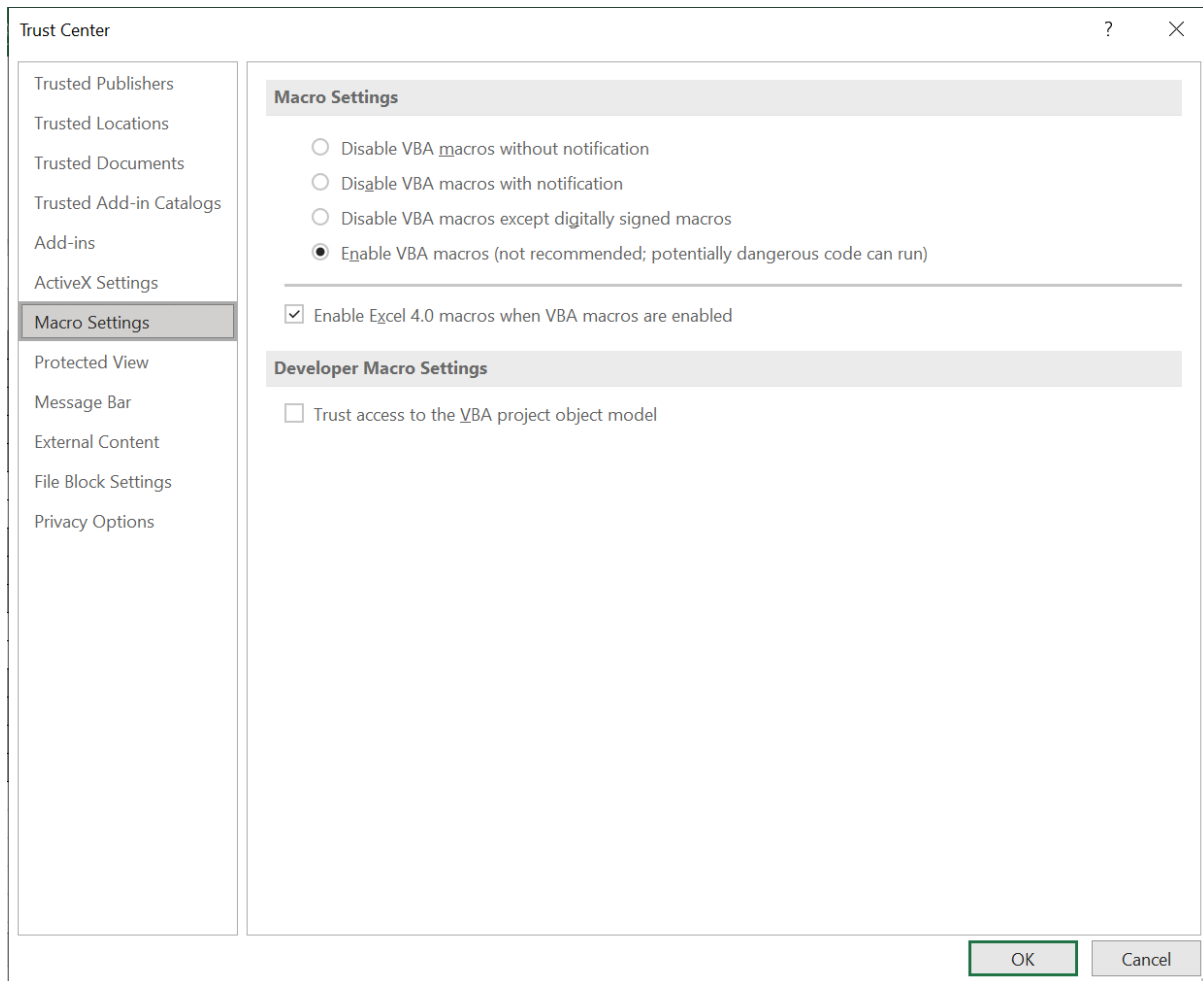 Trust Center
?
Trusted Publishers
Trusted Locations
Trusted Documents
Trusted Add-in Catalogs
Add-ins
ActiveX Settings
Macro Settings
Protected View
Message Bar
External Content
File Block Settings
Privacy Options
Macro Settings
Disable VBA macros without notification
Disable VBA macros with notification
Disable VBA macros except digitally signed macros
Enable VBA macros (not recommended; potentially dangerous code can run)
Enable Excel 4.0 macros when VBA macros are enabled
Developer Macro Settings
Trust access to the VBA project object model
OK
Cancel